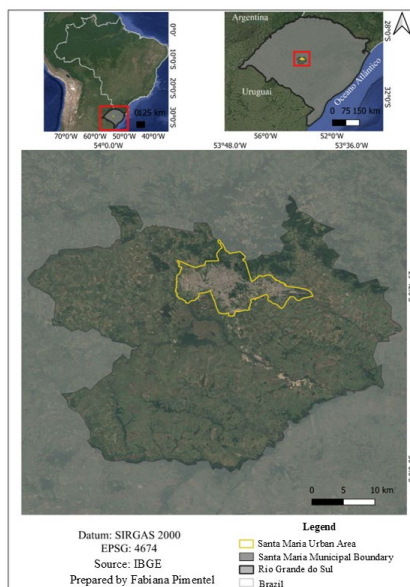 0°0'S
10°0'S
20°0'S
30°0'S
0125 km
70°0'W 60°0'W 50°0'W 40°0'W
Argentina
Uruguai
Oceano Atlântico
32°0'S
0 75 150 km
56°0'W 52°0'W
54°0.0'W 53°48.0'W 53°36.0'W
0 5 10 km
Datum: SIRGAS 2000
EPSG: 4674
Source: IBGE
Prepared by Fabiana Pimentel
Legend
Santa Maria Urban Area
Santa Maria Municipal Boundary
Rio Grande do Sul
Brazil